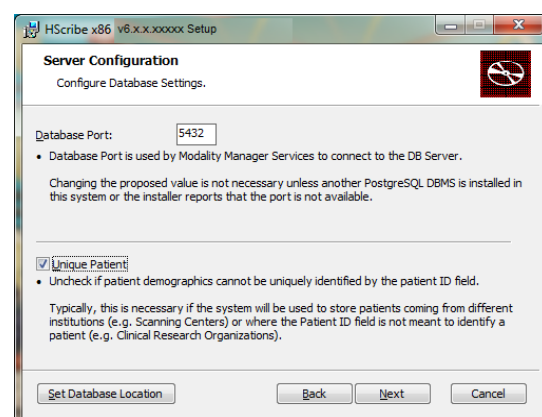 HScribe x86 v6.x.x.xxxxx Setup
Server Configuration
Configure Database Settings.
Database Port: 5432
• Database Port is used by Modality Manager Services to connect to the DB Server.
Changing the proposed value is not necessary unless another PostgreSQL DBMS is installed in
this system or the installer reports that the port is not available.
Unique Patient
• Uncheck if patient demographics cannot be uniquely identified by the patient ID field.
Typically, this is necessary if the system will be used to store patients coming from different
institutions (e.g. Scanning Centers) or where the Patient ID field is not meant to identify a
patient (e.g. Clinical Research Organizations).
Set Database Location Back Next Cancel